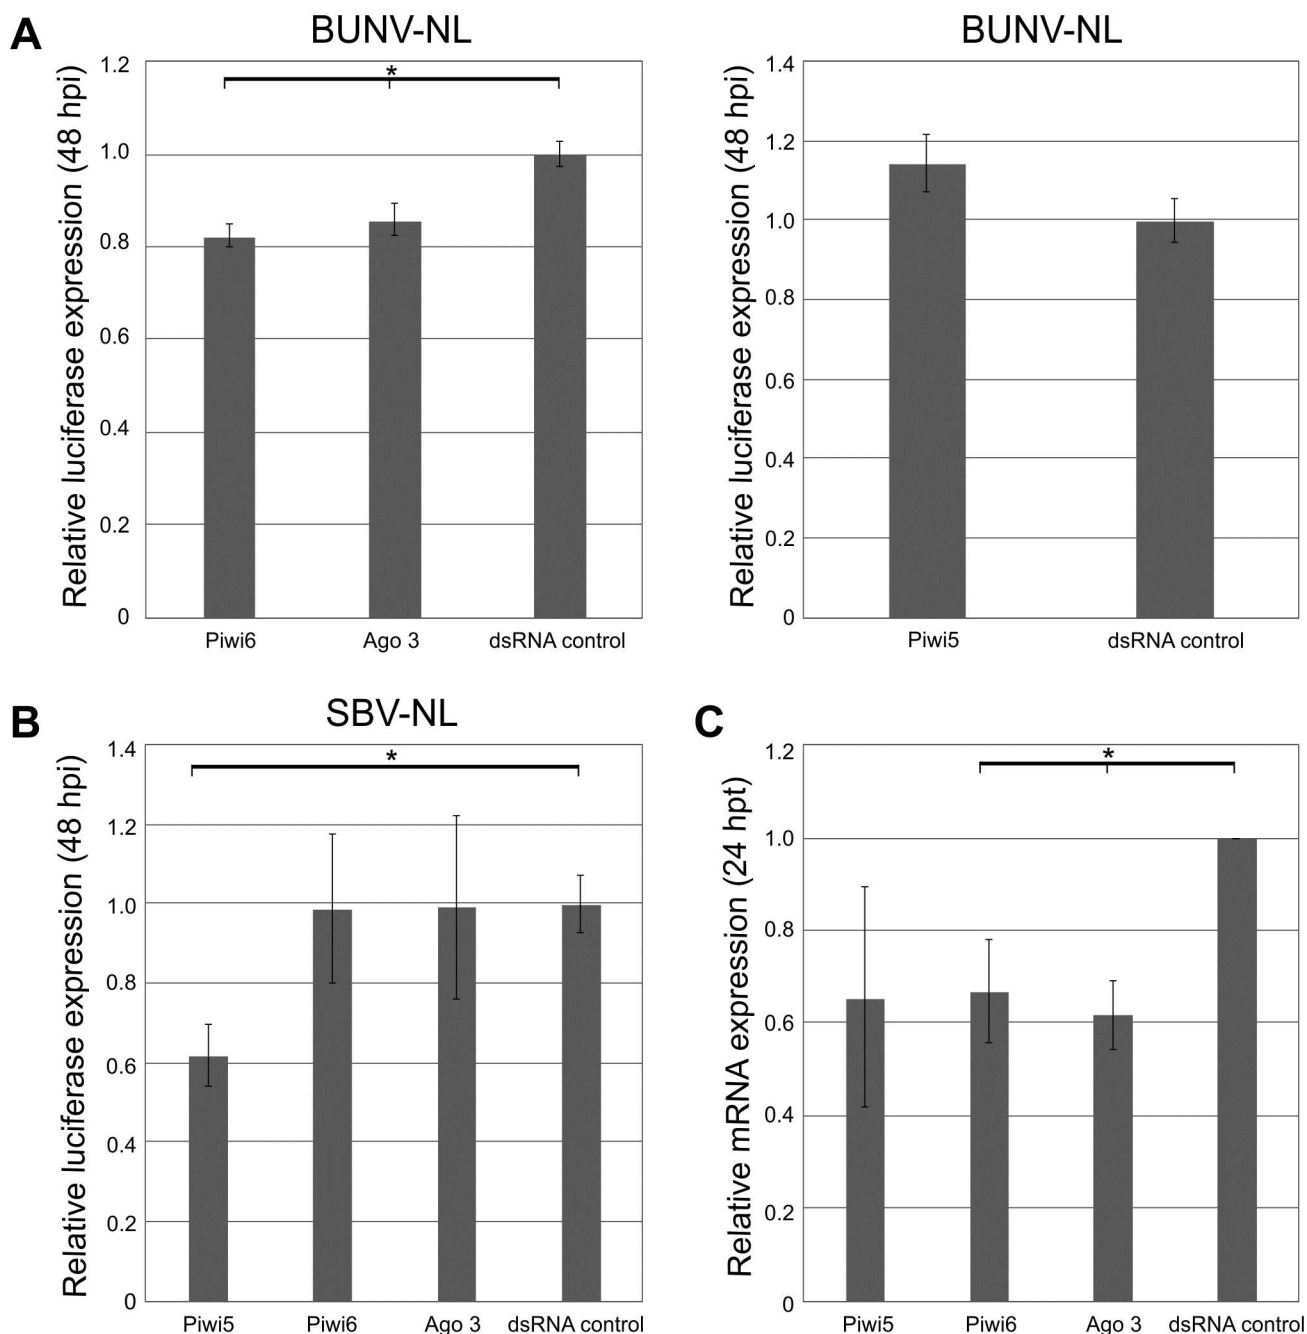 A
BUNV-NL
Relative luciferase expression (48 hpi)
1.2
1.0
0.8
0.6
0.4
0.2
0
*
Piwi6 Ago 3 dsRNA control
BUNV-NL
Relative luciferase expression (48 hpi)
1.4
1.2
1.0
0.8
0.6
0.4
0.2
0
Piwi5 dsRNA control
B
SBV-NL
Relative luciferase expression (48 hpi)
1.4
1.2
1.0
0.8
0.6
0.4
0.2
0
*
Piwi5 Piwi6 Ago 3 dsRNA control
C
Relative mRNA expression (24 hpt)
1.2
1.0
0.8
0.6
0.4
0.2
0
*
Piwi5 Piwi6 Ago 3 dsRNA control